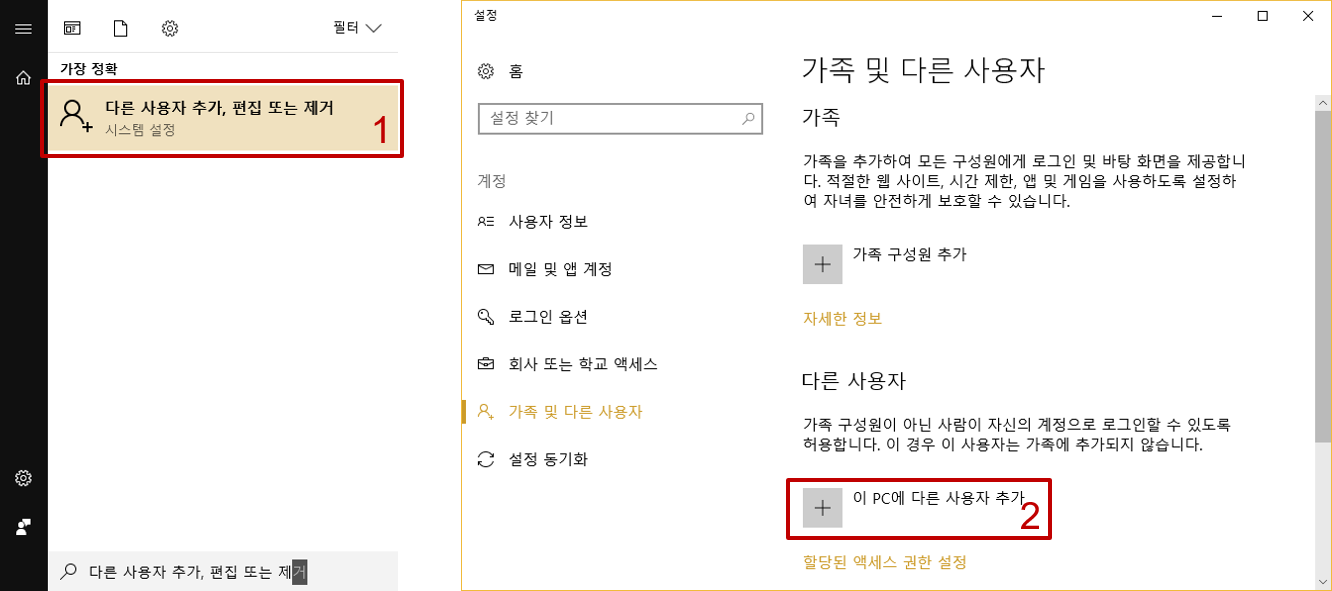 필터
가장 정확
다른 사용자 추가, 편집 또는 제거
시스템 설정
1
다른 사용자 추가, 편집 또는 제거
설정
홈
설정 찾기
계정
사용자 정보
메일 및 앱 계정
로그인 옵션
회사 또는 학교 액세스
가족 및 다른 사용자
설정 동기화
가족 및 다른 사용자
가족
가족을 추가하여 모든 구성원에게 로그인 및 바탕 화면을 제공합니
다. 적절한 웹 사이트, 시간 제한, 앱 및 게임을 사용하도록 설정하
여 자녀를 안전하게 보호할 수 있습니다.
가족 구성원 추가
자세한 정보
다른 사용자
가족 구성원이 아닌 사람이 자신의 계정으로 로그인할 수 있도록
허용합니다. 이 경우 이 사용자는 가족에 추가되지 않습니다.
이 PC에 다른 사용자 추가
2
할당된 액세스 권한 설정